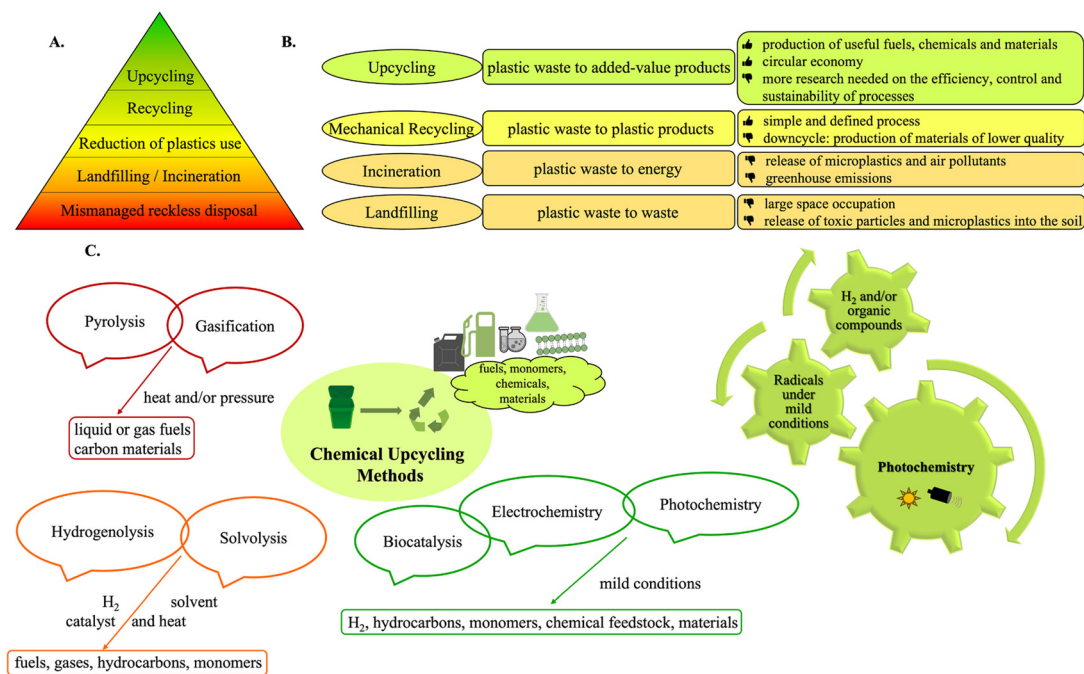 A.
Upcycling
Recycling
Reduction of plastics use
Landfilling / Incineration
Mismanaged reckless disposal
B.
Upcycling
plastic waste to added-value products
production of useful fuels, chemicals and materials
circular economy
more research needed on the efficiency, control and
sustainability of processes
Mechanical Recycling
plastic waste to plastic products
simple and defined process
downcycle: production of materials of lower quality
Incineration
plastic waste to energy
release of microplastics and air pollutants
greenhouse emissions
Landfilling
plastic waste to waste
large space occupation
release of toxic particles and microplastics into the soil
C.
Pyrolysis
Gasification
heat and/or pressure
liquid or gas fuels
carbon materials
fuels, monomers,
chemicals,
materials
Chemical Upcycling
Methods
H₂ and/or
organic
compounds
Radicals
under
mild
conditions
Photochemistry
Hydrogenolysis
Solvolysis
H₂
catalyst
solvent
and heat
fuels, gases, hydrocarbons, monomers
Biocatalysis
Electrochemistry
Photochemistry
mild conditions
H₂, hydrocarbons, monomers, chemical feedstock, materials